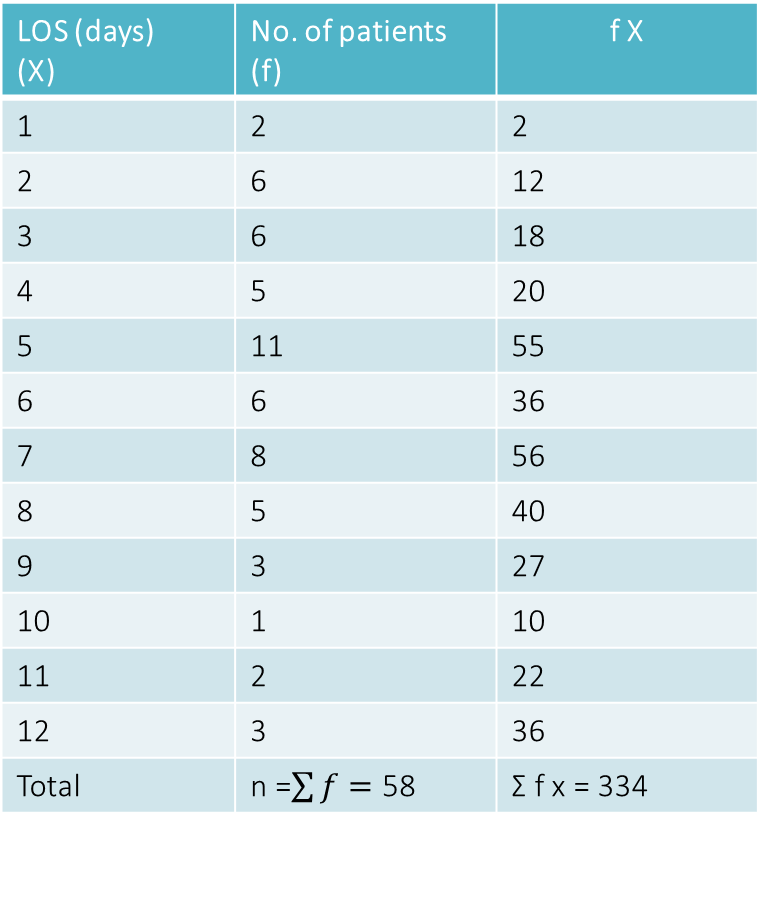 LOS (days) No. of patients f X
(X) (f)
1 2 2
2 6 12
3 6 18
4 5 20
5 11 55
6 6 36
7 8 56
8 5 40
9 3 27
10 1 10
11 2 22
12 3 36
Total n =∑ 𝑓 = 58 Σ f x = 334